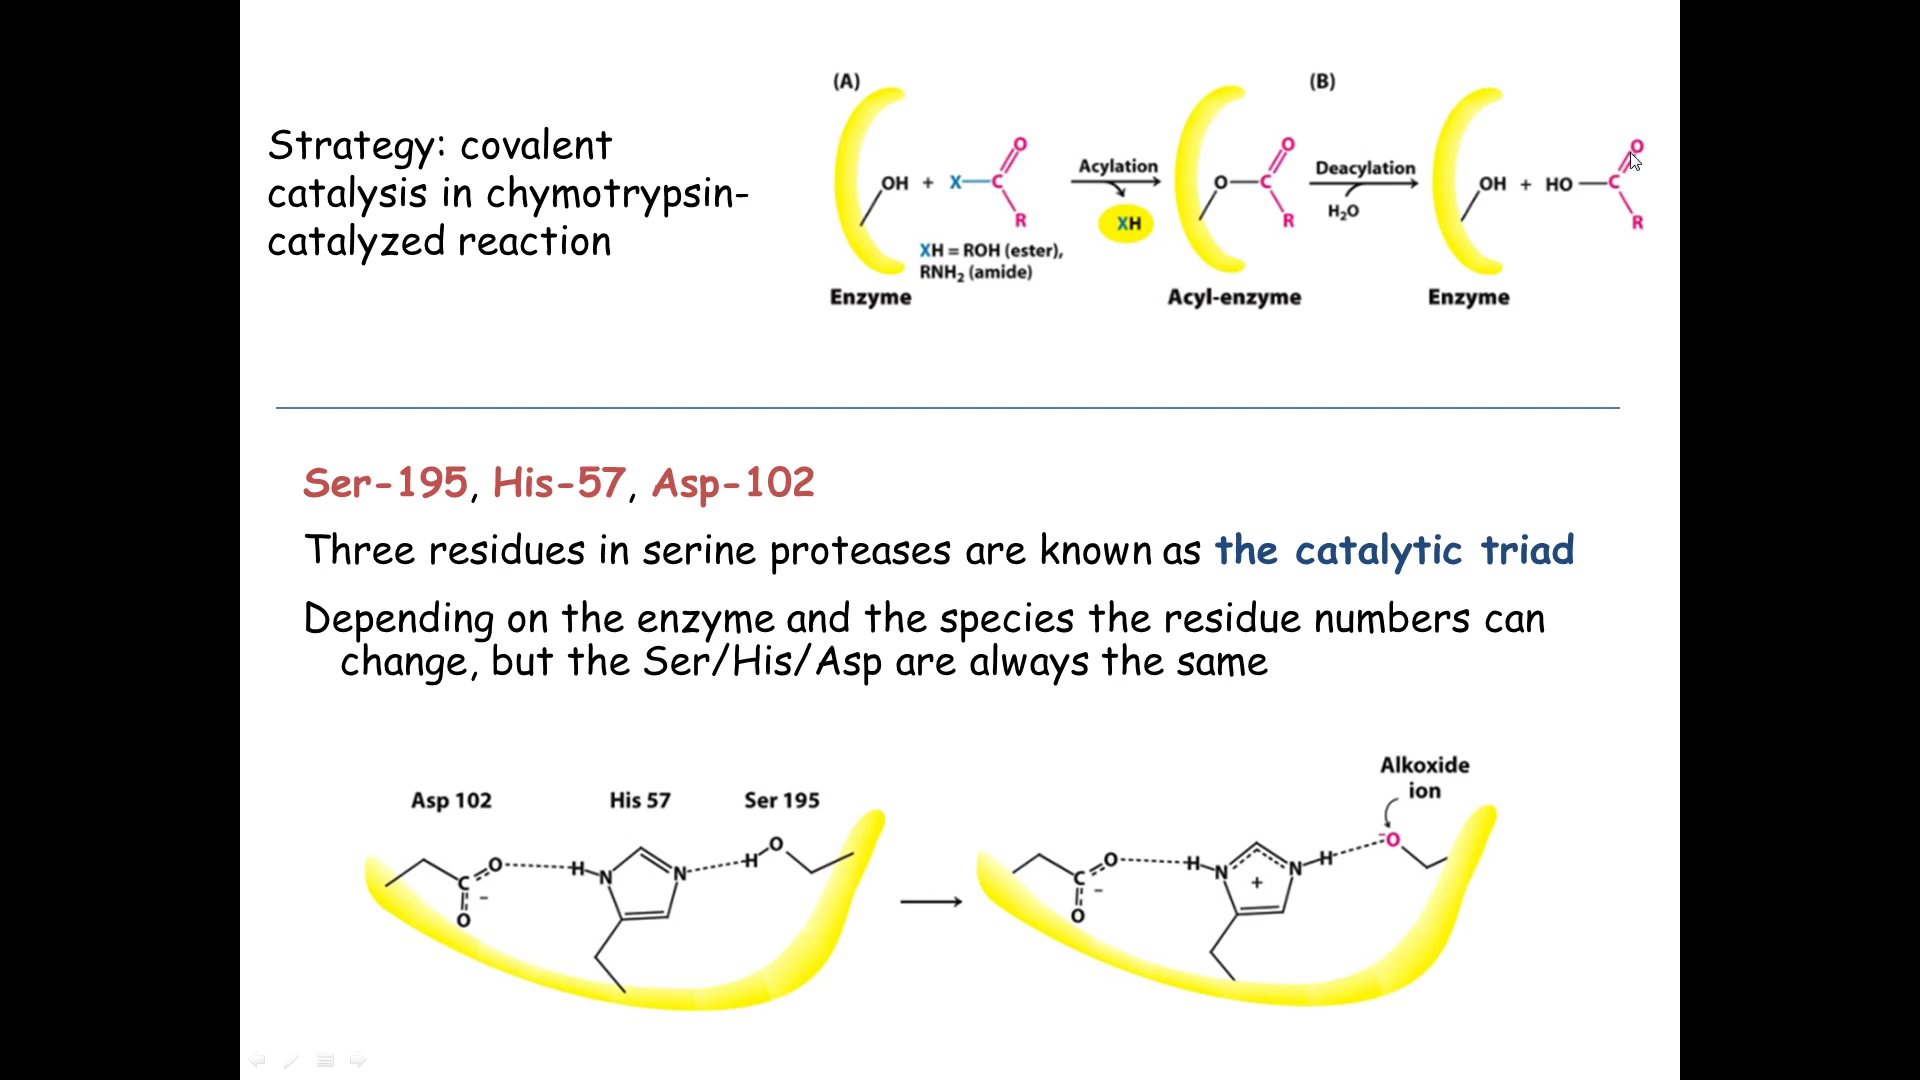 Strategy: covalent
catalysis in chymotrypsin-
catalyzed reaction
(A)
(B)
OH + X—C
O
R
Acylation
XH
O—C
O
R
Deacylation
H₂O
OH + HO—C
O
R
XH = ROH (ester),
RNH₂ (amide)
Enzyme
Acyl-enzyme
Enzyme
Ser-195, His-57, Asp-102
Three residues in serine proteases are known as the catalytic triad
Depending on the enzyme and the species the residue numbers can
change, but the Ser/His/Asp are always the same
Asp 102
His 57
Ser 195
C
O
O
-
H
N
N
H
O
Alkoxide
ion
C
O
O
-
H
N
+
N
H
-O